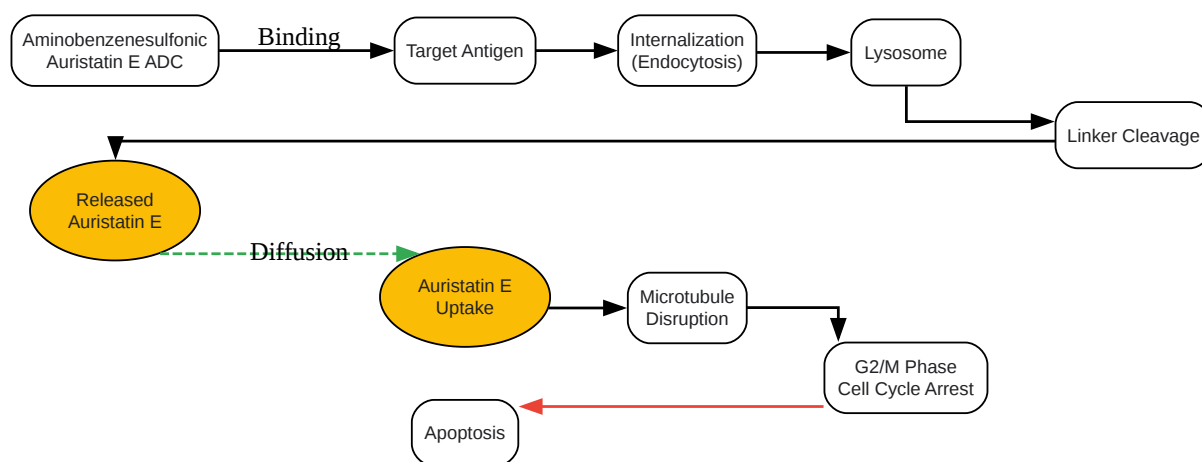 Aminobenzenesulfonic
Auristatin E ADC
Binding
Target Antigen
Internalization
(Endocytosis)
Lysosome
Linker Cleavage
Released
Auristatin E
Diffusion
Auristatin E
Uptake
Microtubule
Disruption
G2/M Phase
Cell Cycle Arrest
Apoptosis